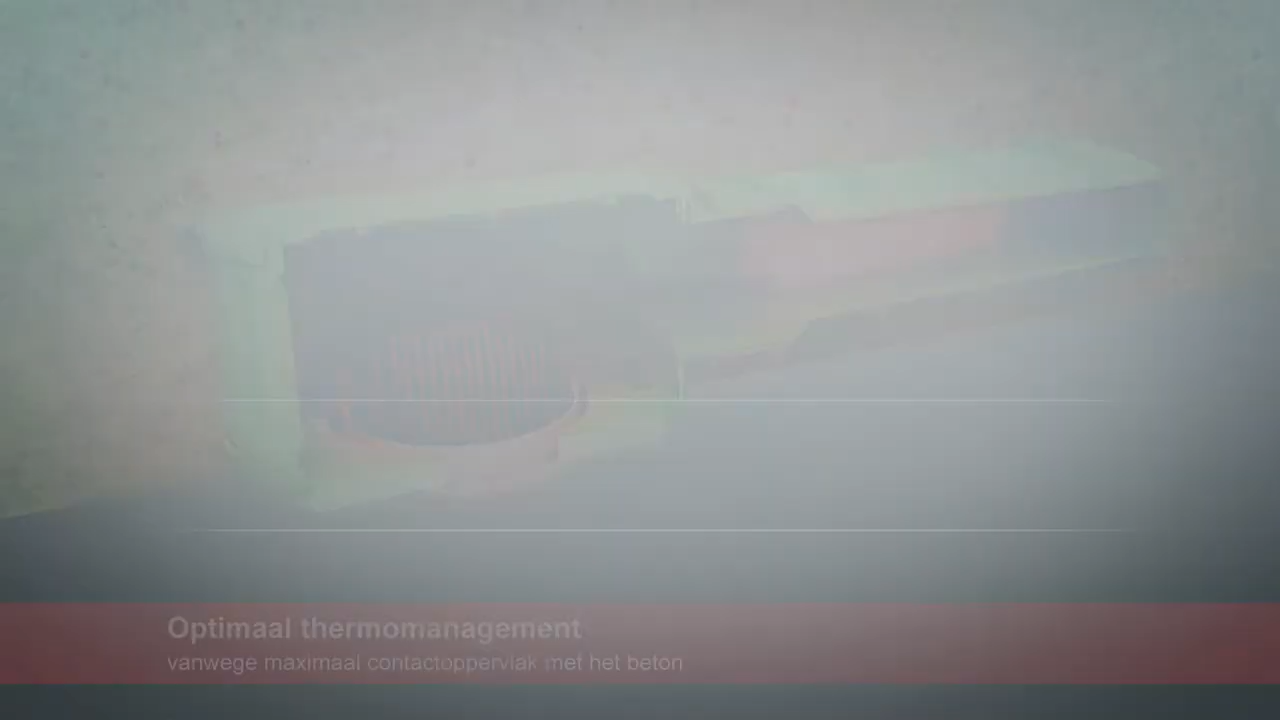 Optimaal thermomanagement
vanwege maximaal contactoppervlak met het beton